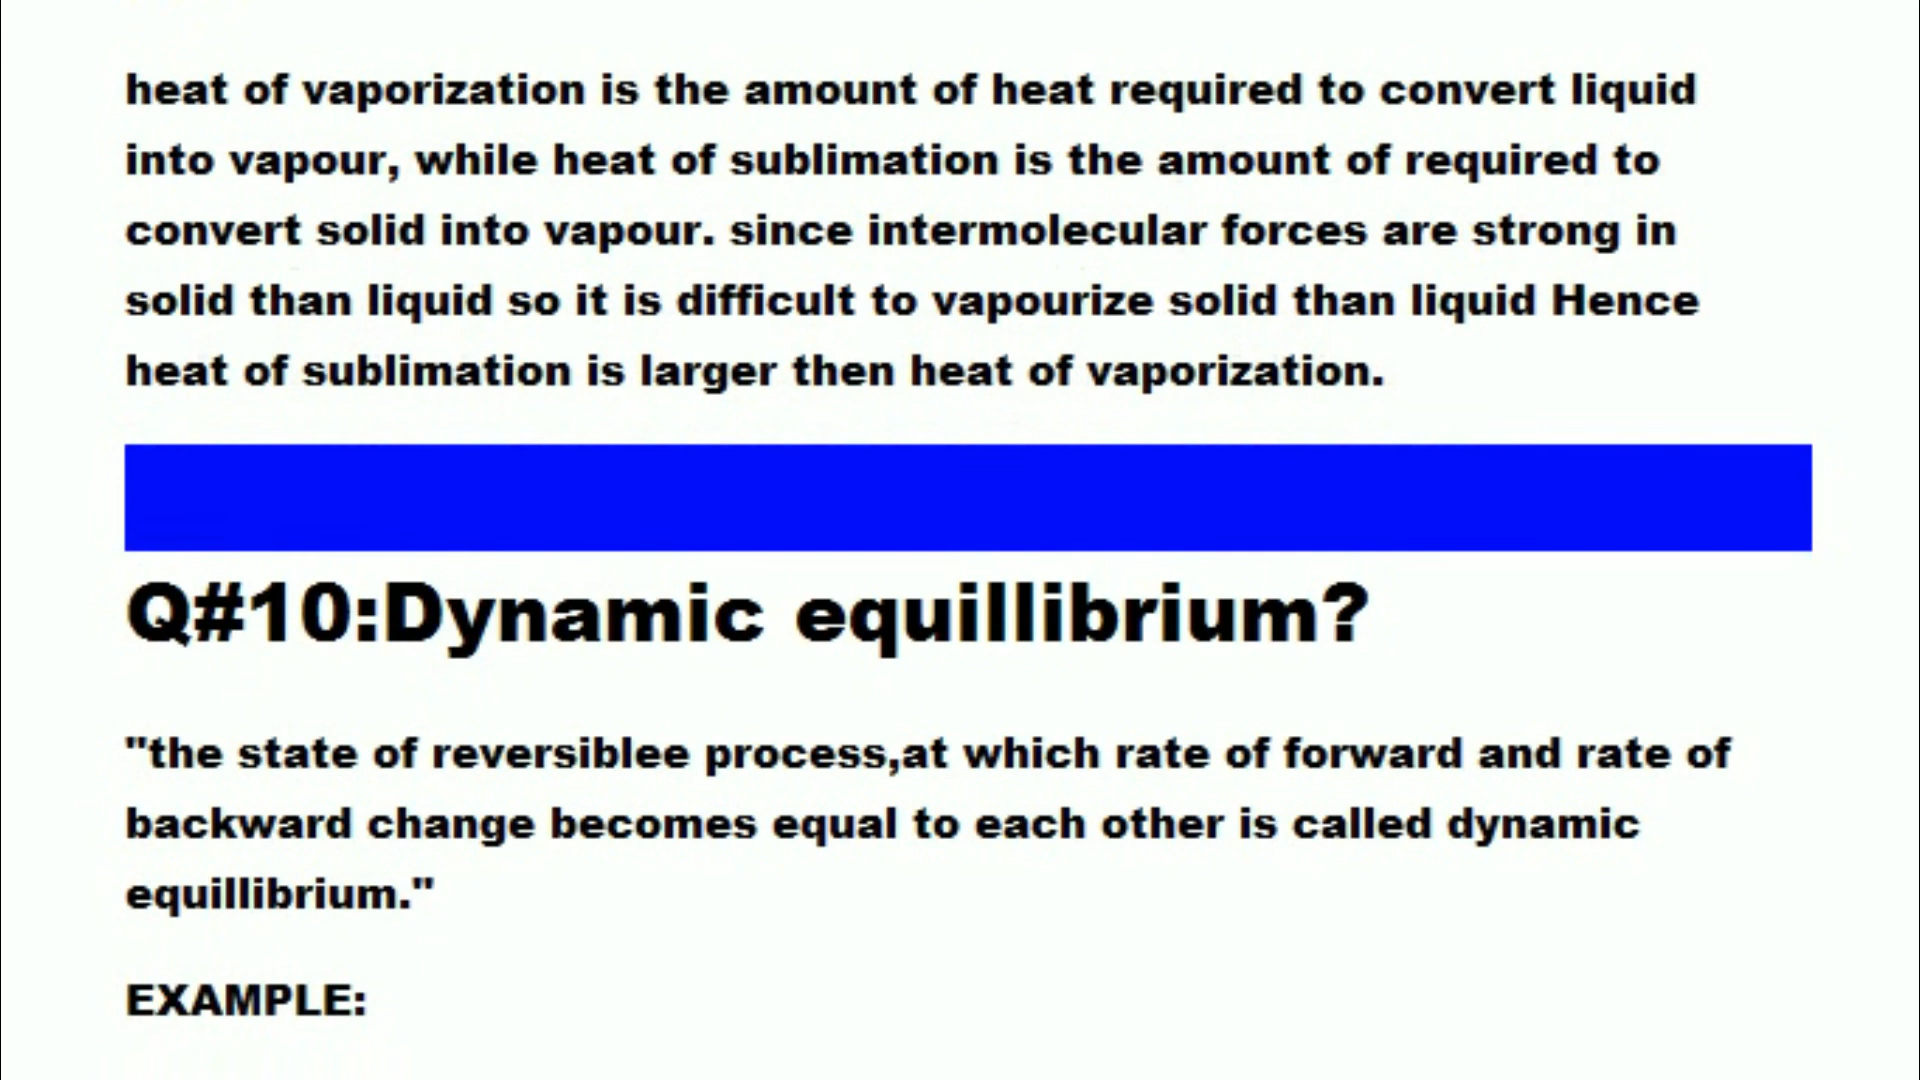 heat of vaporization is the amount of heat required to convert liquid
into vapour, while heat of sublimation is the amount of required to
convert solid into vapour. since intermolecular forces are strong in
solid than liquid so it is difficult to vapourize solid than liquid Hence
heat of sublimation is larger then heat of vaporization.
Q#10:Dynamic equillibrium?
"the state of reversiblee process,at which rate of forward and rate of
backward change becomes equal to each other is called dynamic
equillibrium."
EXAMPLE: